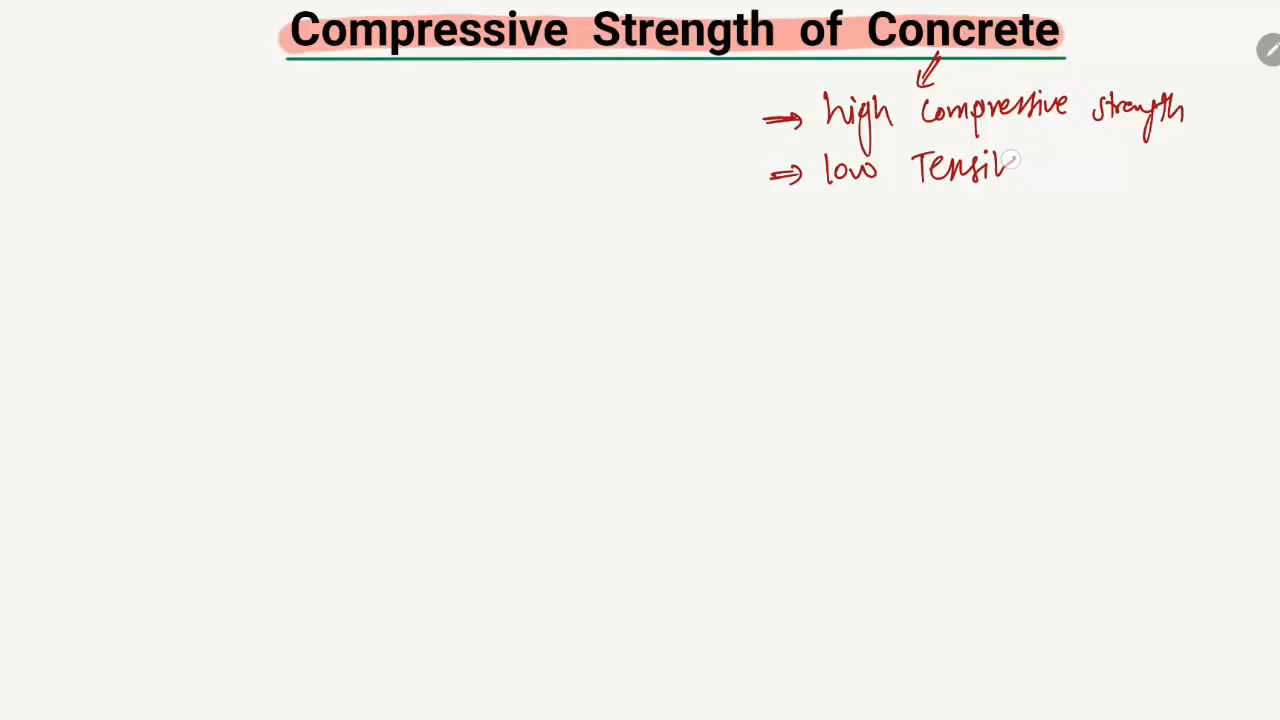 Compressive Strength of Concrete
⇒ high compressive strength
⇒ low Tensil